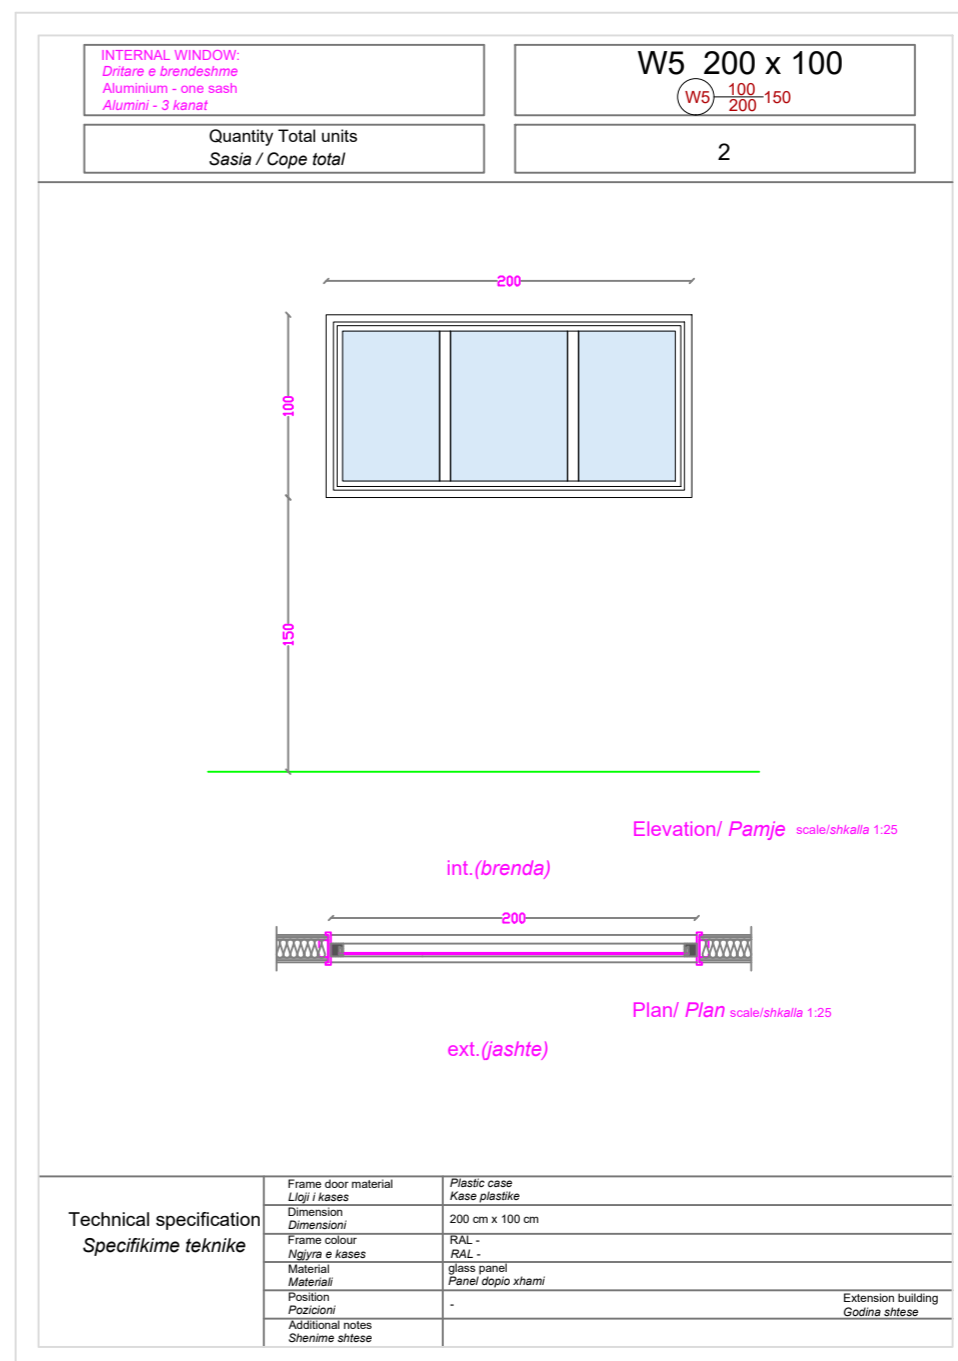 INTERNAL WINDOW:
Dritare e brendeshme
Aluminium - one sash
Alumini - 3 kanat
W5 200 x 100
W5 100 150
200
Quantity Total units
Sasia / Cope total
2
200
100
150
Elevation/ Pamje scale/shkalla 1:25
int.(brenda)
200
Plan/ Plan scale/shkalla 1:25
ext.(jashte)
Technical specification
Specifikime teknike
Frame door material
Lloji i kases
Plastic case
Kase plastike
Dimension
Dimensioni
200 cm x 100 cm
Frame colour
Ngjyra e kases
RAL -
RAL -
Material
Materiali
glass panel
Panel dopio xhami
Position
Pozicioni
-
Extension building
Godina shtese
Additional notes
Shenime shtese